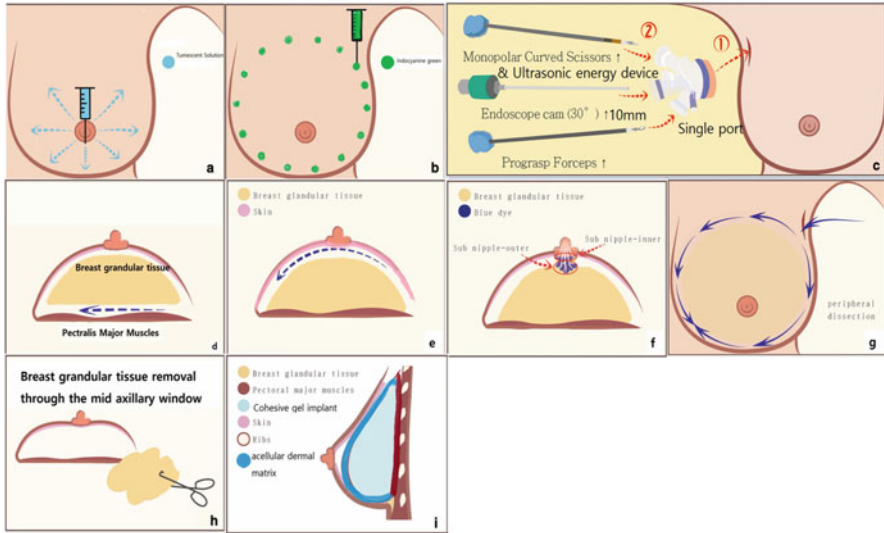 Tumescent Solution
a
Indocyanine green
b
②
①
Monopolar Curved Scissors ↑
& Ultrasonic energy device
Endoscope cam (30°) ↑10mm
Single port
Prograsp Forceps ↑
c
Breast grandular tissue
Pectralis Major Muscles
d
Breast glandular tissue
Skin
e
Breast glandular tissue
Blue dye
Sub nipple-outer
Sub nipple-inner
f
peripheral
dissection
g
Breast grandular tissue removal
through the mid axillary window
h
Breast glandular tissue
Pectoral major muscles
Cohesive gel implant
Skin
Ribs
acellular dermal
matrix
i